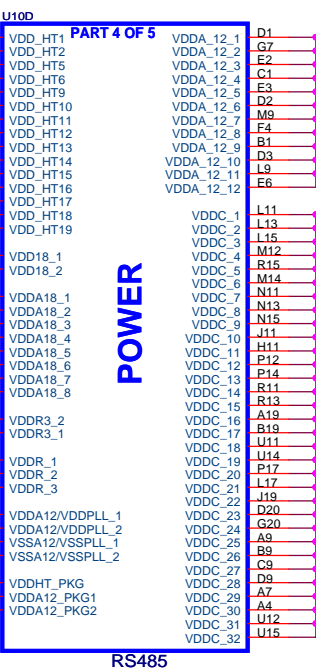 U10D
PART 4 OF 5
VDD_HT1
VDD_HT2
VDD_HT5
VDD_HT6
VDD_HT9
VDD_HT10
VDD_HT11
VDD_HT12
VDD_HT13
VDD_HT14
VDD_HT15
VDD_HT16
VDD_HT17
VDD_HT18
VDD_HT19
VDD18_1
VDD18_2
VDDA18_1
VDDA18_2
VDDA18_3
VDDA18_4
VDDA18_5
VDDA18_6
VDDA18_7
VDDA18_8
VDDR3_2
VDDR3_1
VDDR_1
VDDR_2
VDDR_3
VDDA12/VDDPLL_1
VDDA12/VDDPLL_2
VSSA12/VSSPLL_1
VSSA12/VSSPLL_2
VDDHT_PKG
VDDA12_PKG1
VDDA12_PKG2
POWER
VDDA_12_1 D1
VDDA_12_2 G7
VDDA_12_3 E2
VDDA_12_4 C1
VDDA_12_5 E3
VDDA_12_6 D2
VDDA_12_7 M9
VDDA_12_8 F4
VDDA_12_9 B1
VDDA_12_10 D3
VDDA_12_11 L9
VDDA_12_12 E6
VDDC_1 L11
VDDC_2 L13
VDDC_3 L15
VDDC_4 M12
VDDC_5 R15
VDDC_6 M14
VDDC_7 N11
VDDC_8 N13
VDDC_9 N15
VDDC_10 J11
VDDC_11 H11
VDDC_12 P12
VDDC_13 P14
VDDC_14 R11
VDDC_15 R13
VDDC_16 A19
VDDC_17 B19
VDDC_18 U11
VDDC_19 U14
VDDC_20 P17
VDDC_21 L17
VDDC_22 J19
VDDC_23 D20
VDDC_24 G20
VDDC_25 A9
VDDC_26 B9
VDDC_27 C9
VDDC_28 D9
VDDC_29 A7
VDDC_30 A4
VDDC_31 U12
VDDC_32 U15
RS485